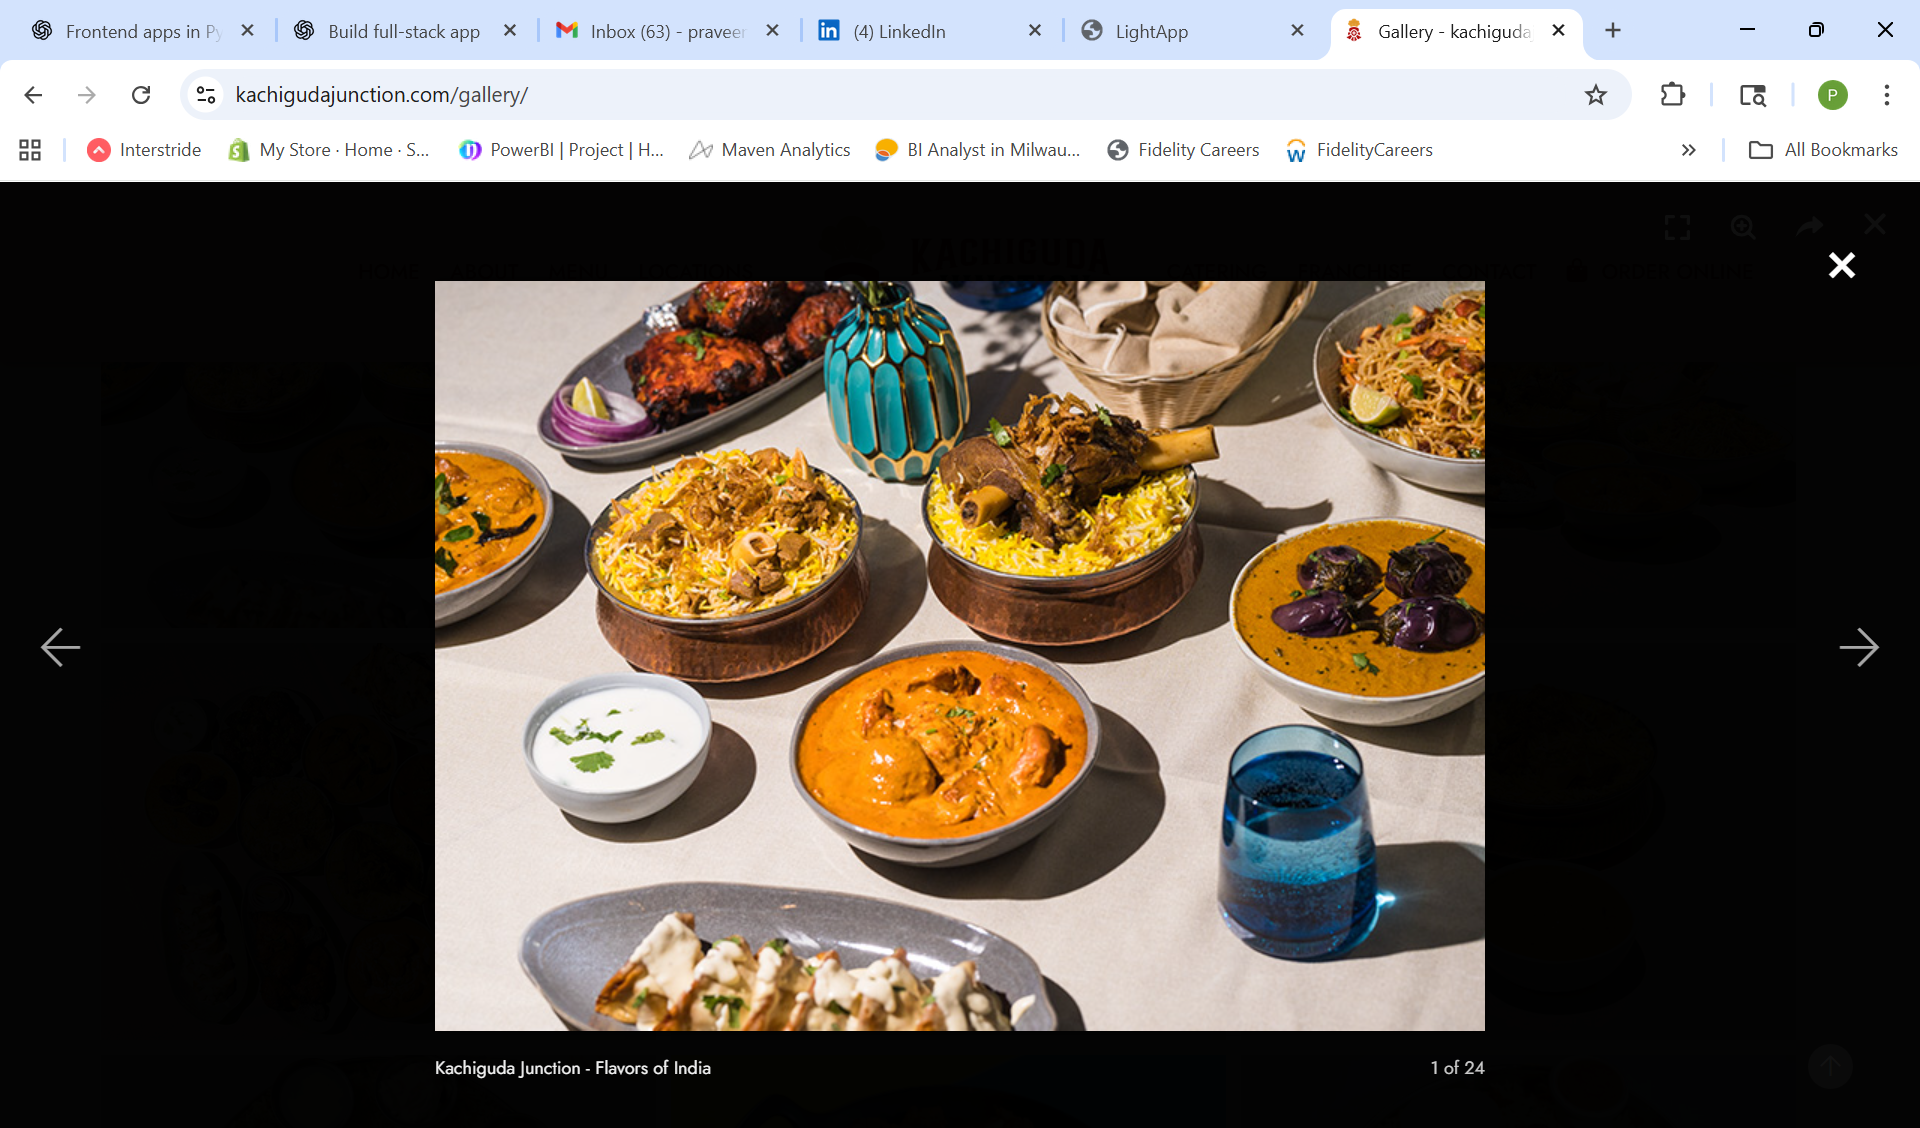 Frontend apps in Py
Build full-stack app
Inbox (63) - praveer
(4) LinkedIn
LightApp
Gallery - kachiguda
kachigudajunction.com/gallery/
P
Interstride
My Store · Home · S...
PowerBI | Project | H...
Maven Analytics
BI Analyst in Milwau...
Fidelity Careers
FidelityCareers
All Bookmarks
KACHIGUDA
HOME
Kachiguda Junction - Flavors of India
1 of 24